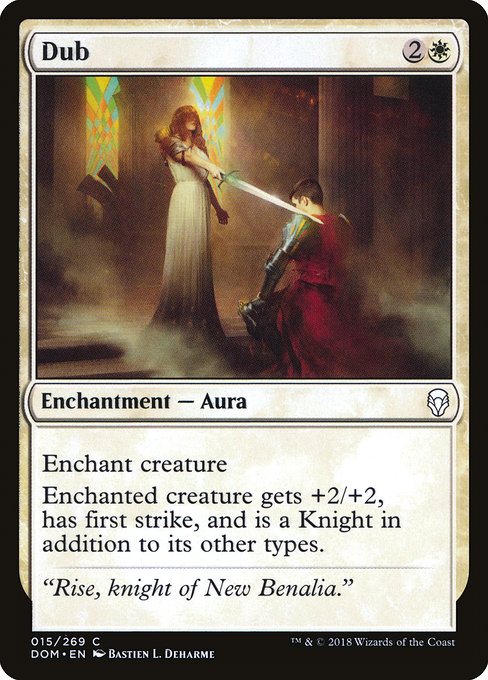 Dub 2
Enchantment — Aura
Enchant creature
Enchanted creature gets +2/+2,
has first strike, and is a Knight in
addition to its other types.
“Rise, knight of New Benalia.”
015/269 C
™ & © 2018 Wizards of the Coast
DOM • EN Bastien L. Deharme